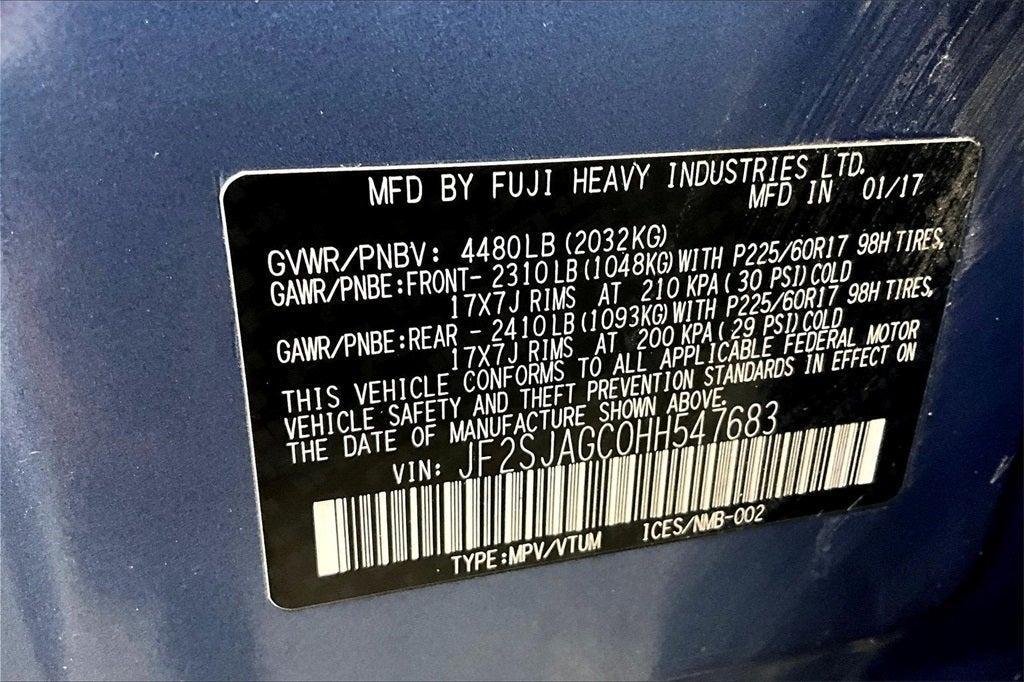 MFD BY FUJI HEAVY INDUSTRIES LTD.
MFD IN 01/17
GVWR/PNBV: 4480LB (2032KG)
GAWR/PNBE:FRONT- 2310LB (1048KG) WITH P225/60R17 98H TIRES,
17X7J RIMS AT 210 KPA ( 30 PSI) COLD
GAWR/PNBE:REAR - 2410LB (1093KG) WITH P225/60R17 98H TIRES,
17X7J RIMS AT 200 KPA ( 29 PSI) COLD
THIS VEHICLE CONFORMS TO ALL APPLICABLE FEDERAL MOTOR
VEHICLE SAFETY AND THEFT PREVENTION STANDARDS IN EFFECT ON
THE DATE OF MANUFACTURE SHOWN ABOVE.
VIN: JF2SJAGC0HH547683
TYPE:MPV/VTUM ICES/NMB-002